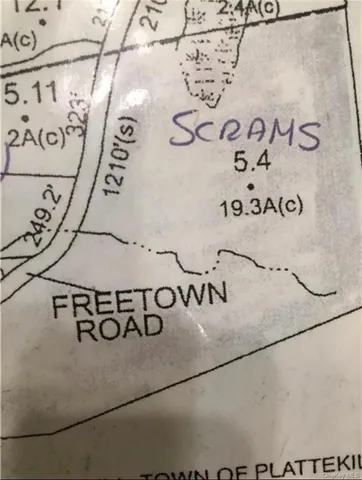 12.1
210
2.4A(c)
A(c)
5.11
2A(c)
323'
SCRAMS
1210'(s)
5.4
19.3A(c)
249.2'
FREETOWN
ROAD
TOWN OF PLATTEKIL